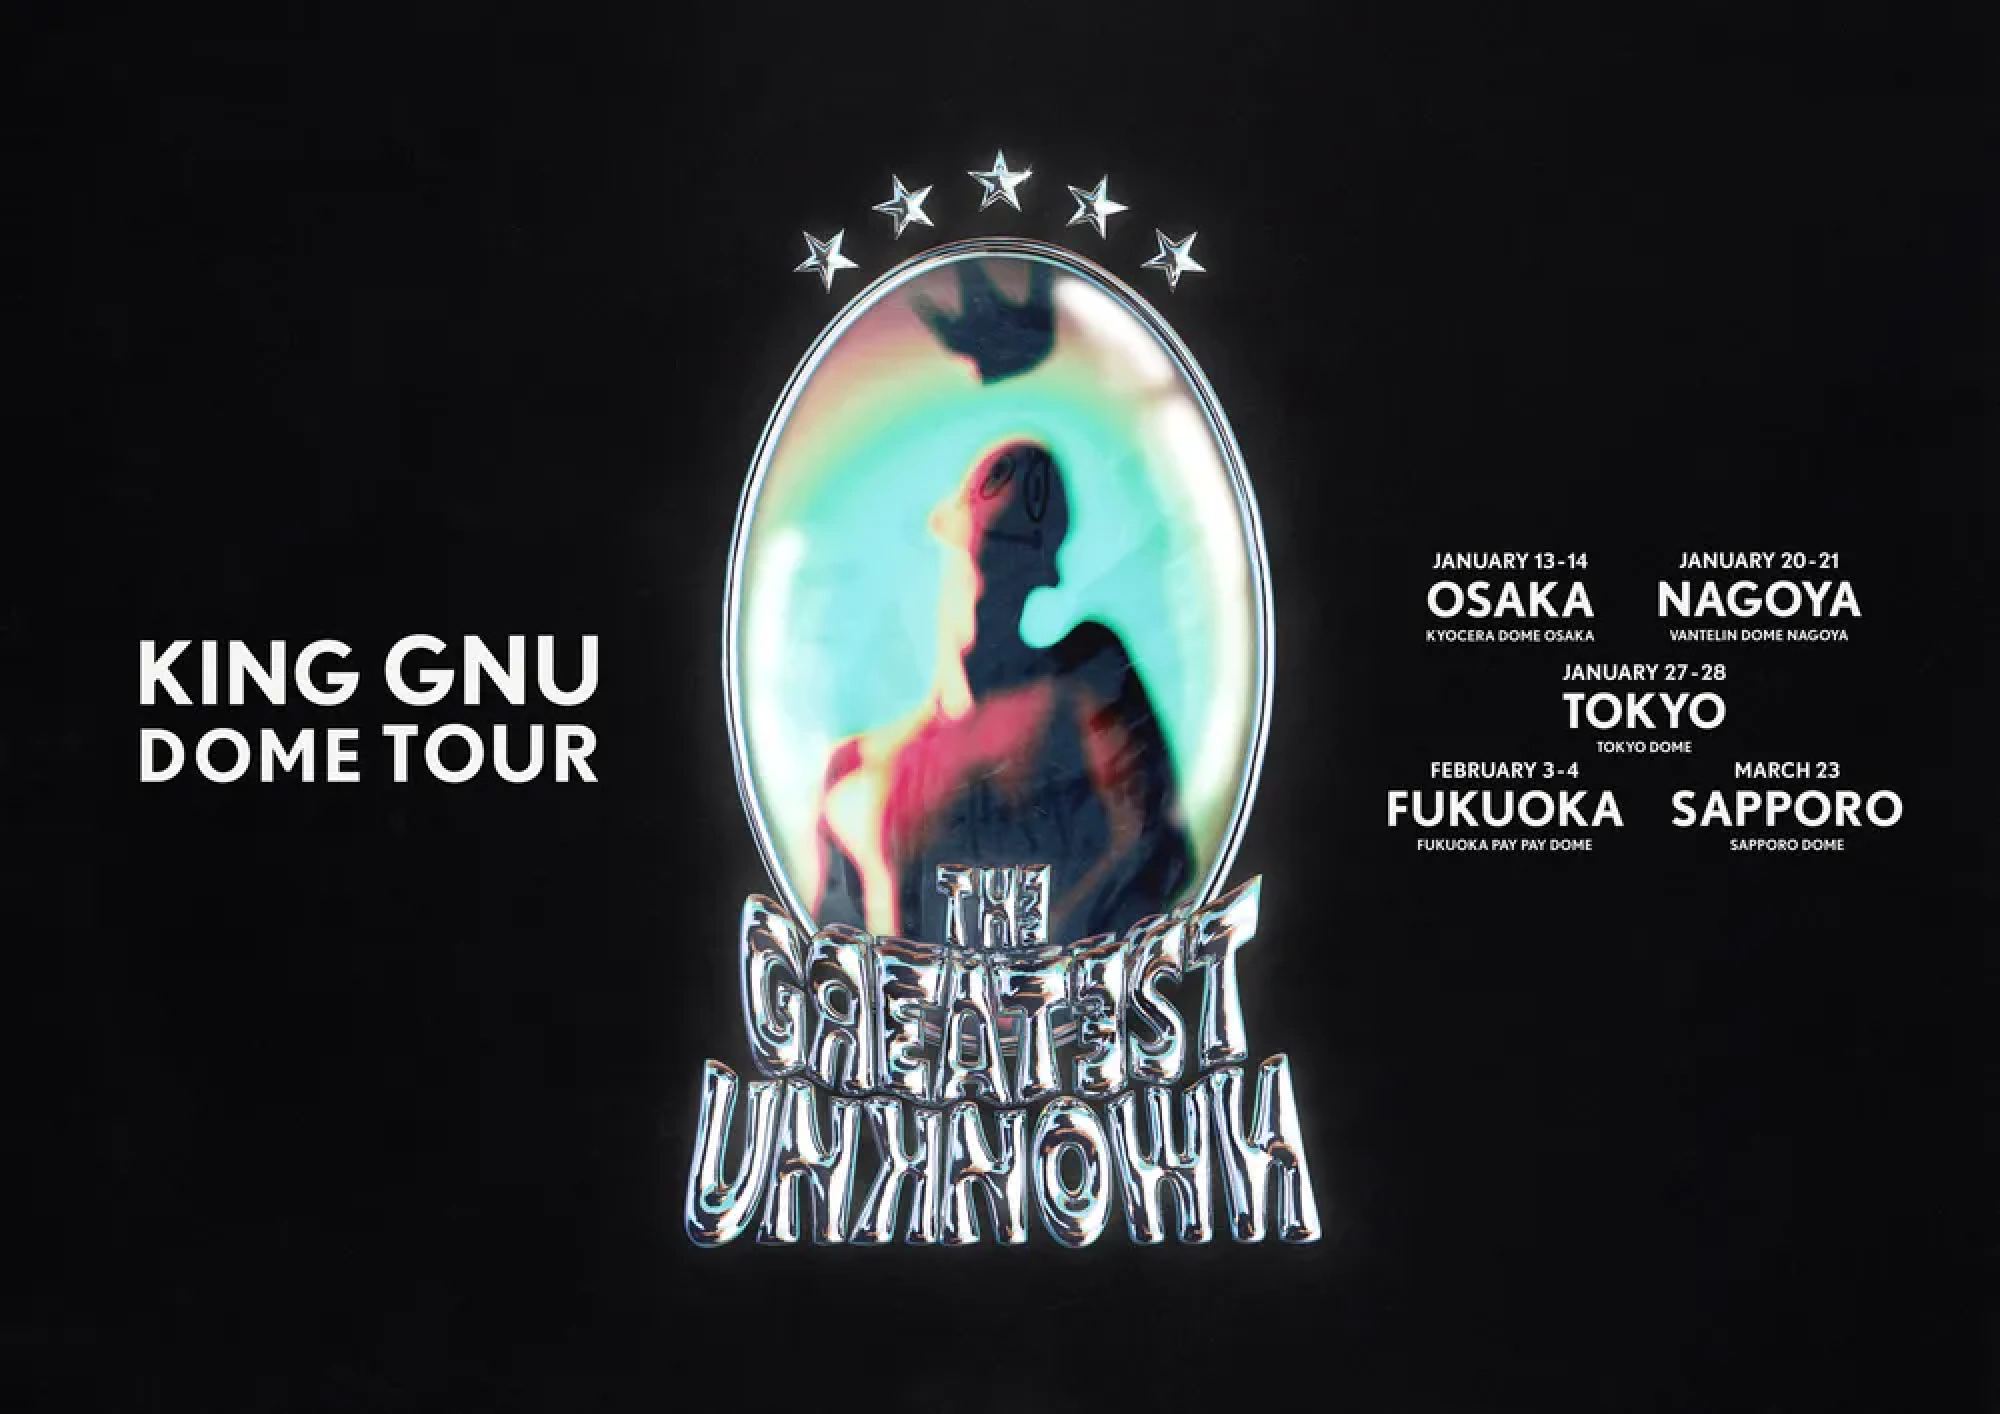 KING GNU
DOME TOUR
THE
GREATEST
UNKNOWN
JANUARY 13-14
OSAKA
KYOCERA DOME OSAKA
JANUARY 20-21
NAGOYA
VANTELIN DOME NAGOYA
JANUARY 27-28
TOKYO
TOKYO DOME
FEBRUARY 3-4
FUKUOKA
FUKUOKA PAY PAY DOME
MARCH 23
SAPPORO
SAPPORO DOME